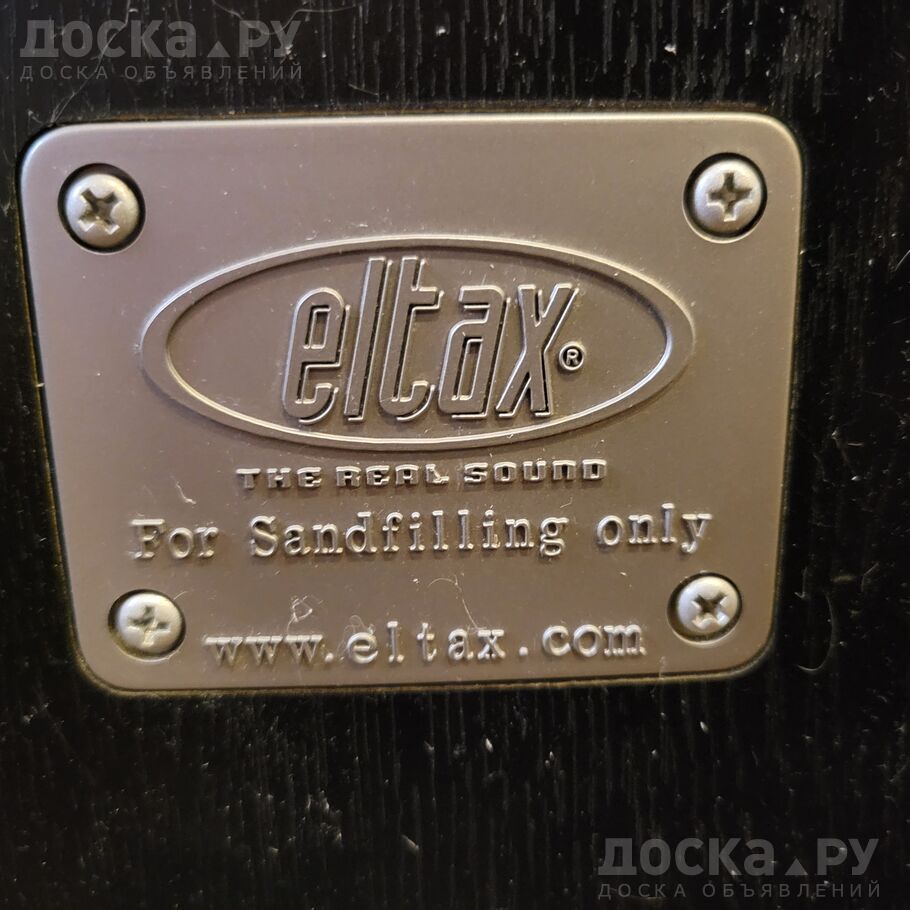 ДОСКА.РУ
ДОСКА ОБЪЯВЛЕНИЙ
eltax®
THE REAL SOUND
For Sandfilling only
www.eltax.com
ДОСКА.РУ
ДОСКА ОБЪЯВЛЕНИЙ